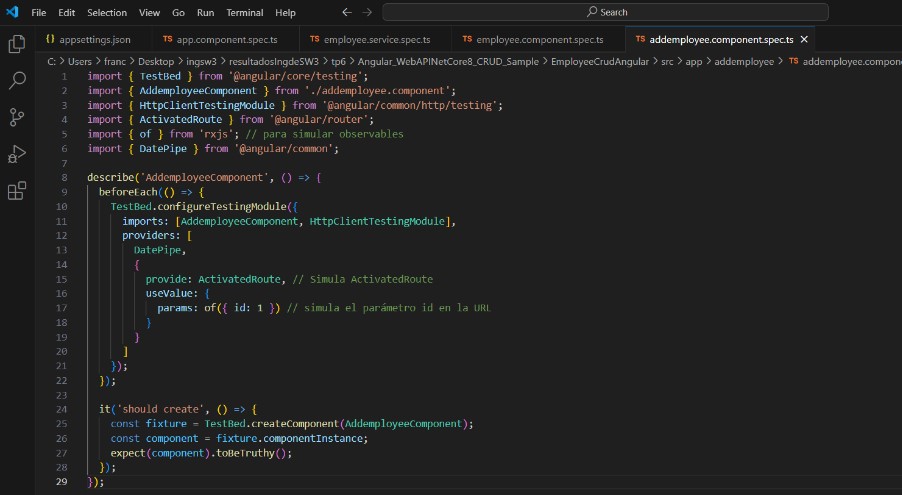 File Edit Selection View Go Run Terminal Help ← → Search
{} appsettings.json TS app.component.spec.ts TS employee.service.spec.ts TS employee.component.spec.ts TS addemployee.component.spec.ts ×
C: > Users > franc > Desktop > ingsw3 > resultadosIngdeSW3 > tp6 > Angular_WebAPINetCore8_CRUD_Sample > EmployeeCrudAngular > src > app > addemployee > TS addemployee.compon
1 import { TestBed } from '@angular/core/testing';
2 import { AddemployeeComponent } from './addemployee.component';
3 import { HttpClientTestingModule } from '@angular/common/http/testing';
4 import { ActivatedRoute } from '@angular/router';
5 import { of } from 'rxjs'; // para simular observables
6 import { DatePipe } from '@angular/common';
7
8 describe('AddemployeeComponent', () => {
9 beforeEach(() => {
10 TestBed.configureTestingModule({
11 imports: [AddemployeeComponent, HttpClientTestingModule],
12 providers: [
13 DatePipe,
14 {
15 provide: ActivatedRoute, // Simula ActivatedRoute
16 useValue: {
17 params: of({ id: 1 }) // simula el parámetro id en la URL
18 }
19 }
20 ]
21 });
22 });
23
24 it('should create', () => {
25 const fixture = TestBed.createComponent(AddemployeeComponent);
26 const component = fixture.componentInstance;
27 expect(component).toBeTruthy();
28 });
29 });